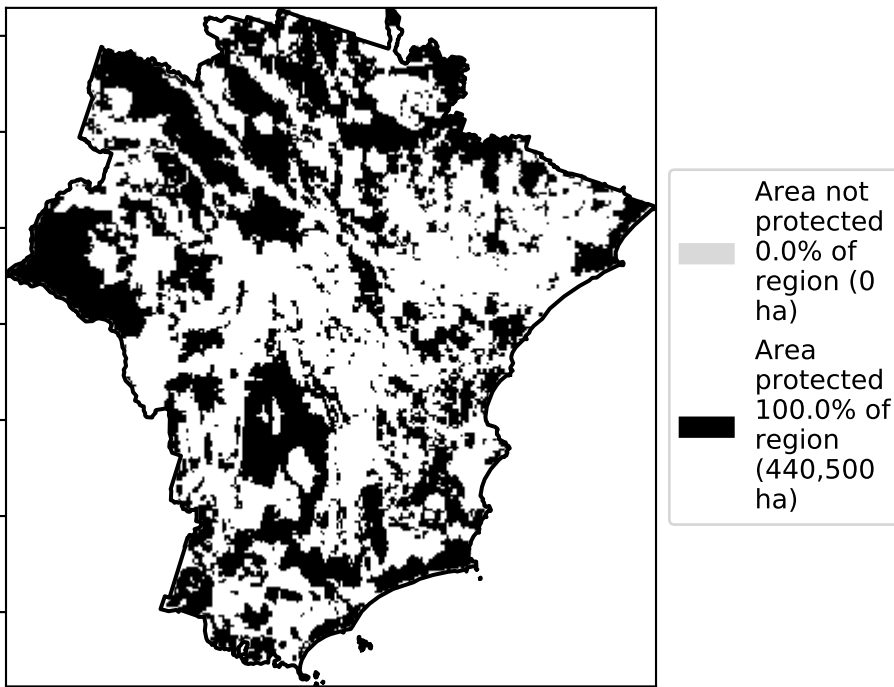 Area not
protected
0.0% of
region (0
ha)
Area
protected
100.0% of
region
(440,500
ha)